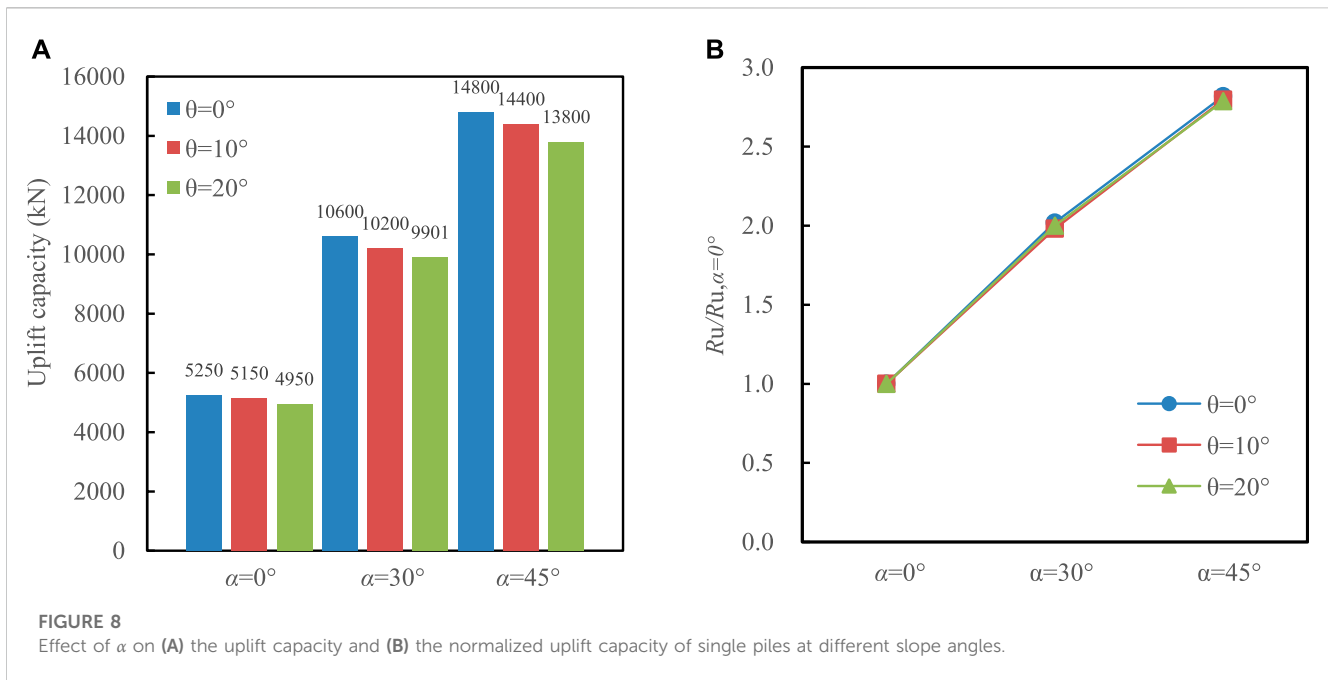 A
16000
14000
12000
10000
8000
6000
4000
2000
0
Uplift capacity (kN)
θ=0°
θ=10°
θ=20°
5250
5150
4950
10600
10200
9901
14800
14400
13800
α=0°
α=30°
α=45°
B
3.0
2.5
2.0
1.5
1.0
0.5
0.0
Ru/Ru,α=0°
θ=0°
θ=10°
θ=20°
α=0°
α=30°
α=45°
FIGURE 8
Effect of α on (A) the uplift capacity and (B) the normalized uplift capacity of single piles at different slope angles.